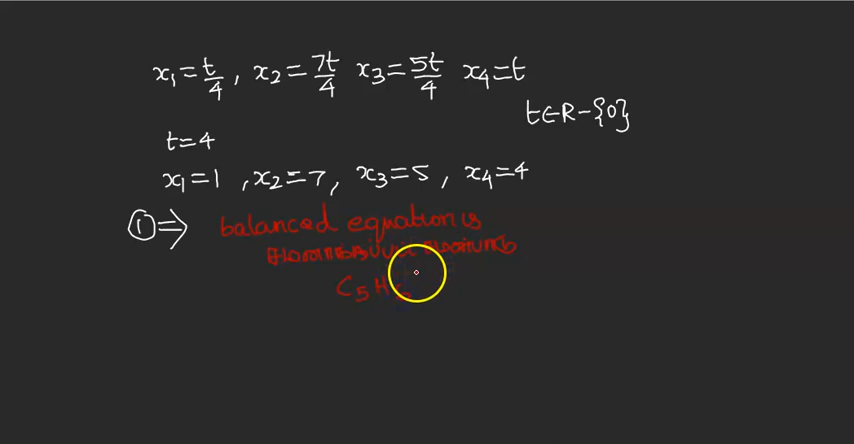 x₁ = t/4 , x₂ = 7t/4 x₃ = 5t/4 x₄ = t
t ∈ R – {0}
t = 4
x₁ = 1 , x₂ = 7 , x₃ = 5 , x₄ = 4
① ⇒ balanced equation is
C₅H